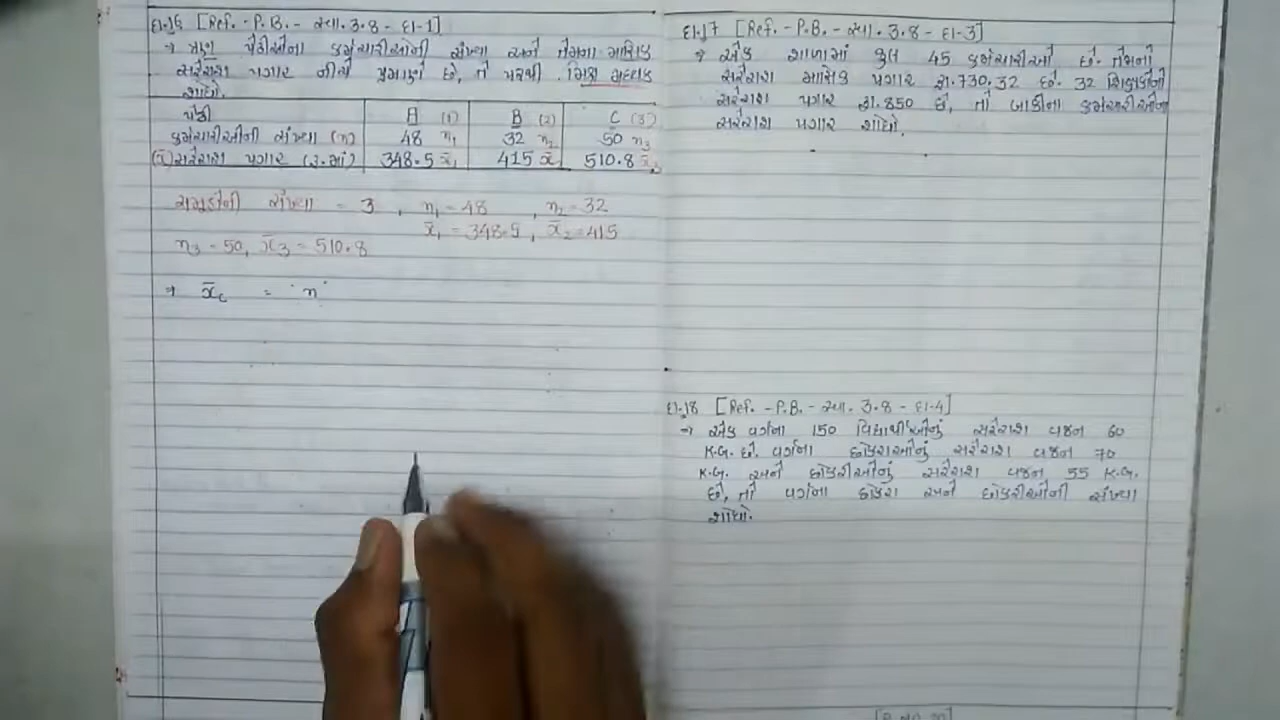 દા.16 [Ref. - P.B. - સ્વા. 3.8 - દા-1]
→ ત્રણ પેઢીઓના કર્મચારીઓની સંખ્યા અને તેમના માસિક
સરેરાશ પગાર નીચે પ્રમાણે છે, તે પરથી મિશ્ર મધ્યક
શોધો.
પેઢી A (1) B (2) C (3)
કર્મચારીઓની સંખ્યા (n) 48 n₁ 32 n₂ 50 n₃
(x̄) સરેરાશ પગાર (રૂ.માં) 348.5 x̄₁ 415 x̄₂ 510.8 x̄₃
સમૂહોની સંખ્યા = 3 , n₁ = 48 , n₂ = 32
x̄₁ = 348.5 , x̄₂ = 415
n₃ = 50, x̄₃ = 510.8
→ x̄c = n
દા.17 [Ref. - P.B. - સ્વા. 3.8 - દા-3]
→ એક શાળામાં કુલ 45 કર્મચારીઓ છે. તેમનો
સરેરાશ માસિક પગાર રૂા.730.32 છે. 32 શિક્ષકોની
સરેરાશ પગાર રૂા.850 છે, તો બાકીના કર્મચારીઓનો
સરેરાશ પગાર શોધો.
દા.18 [Ref. - P.B. - સ્વા. 3.8 - દા-4]
→ એક વર્ગના 150 વિદ્યાર્થીઓનું સરેરાશ વજન 60
K.G. છે. વર્ગના છોકરાઓનું સરેરાશ વજન 70
K.G. અને છોકરીઓનું સરેરાશ વજન 55 K.G.
છે, તો વર્ગના છોકરા અને છોકરીઓની સંખ્યા
શોધો.